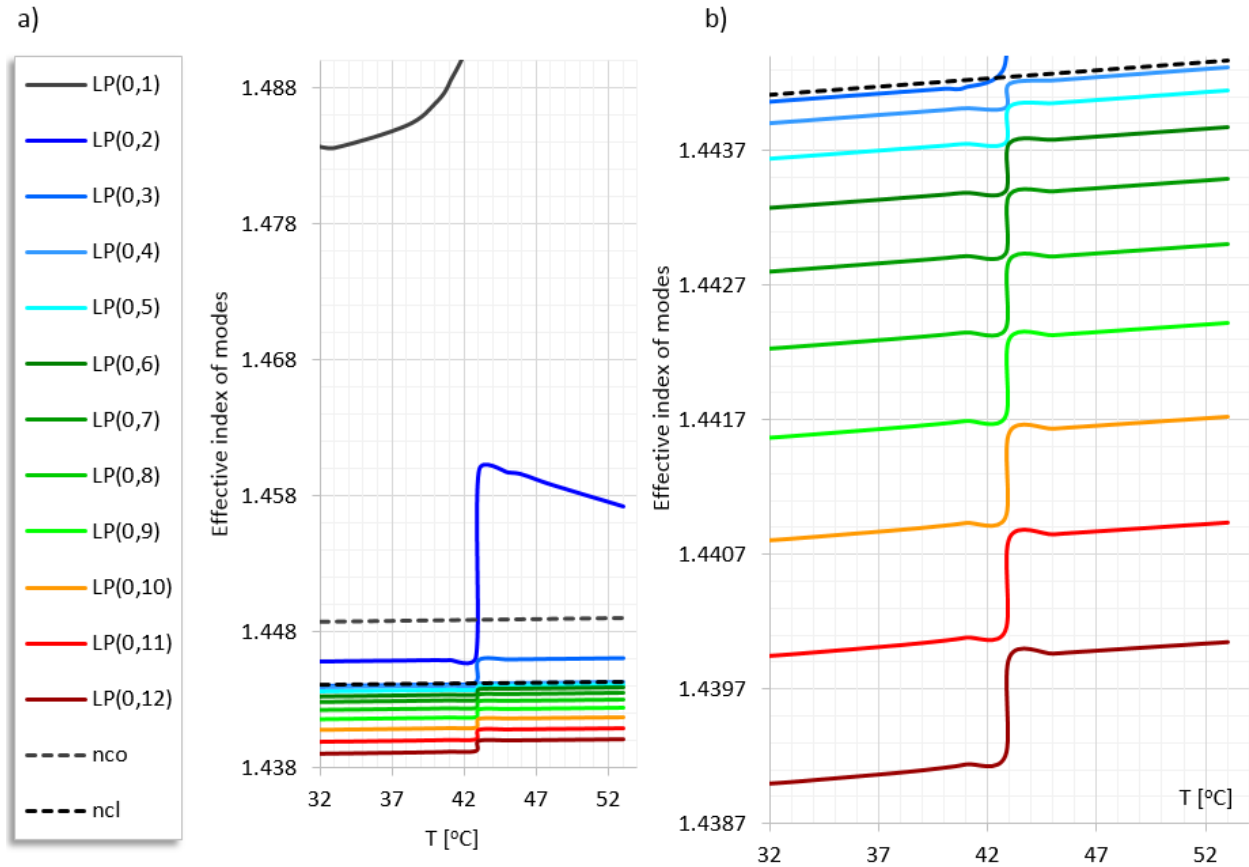 a)
LP(0,1)
LP(0,2)
LP(0,3)
LP(0,4)
LP(0,5)
LP(0,6)
LP(0,7)
LP(0,8)
LP(0,9)
LP(0,10)
LP(0,11)
LP(0,12)
nco
ncl
Effective index of modes
1.488
1.478
1.468
1.458
1.448
1.438
32 37 42 47 52
T [ºC]
b)
Effective index of modes
1.4437
1.4427
1.4417
1.4407
1.4397
1.4387
T [ºC]
32 37 42 47 52